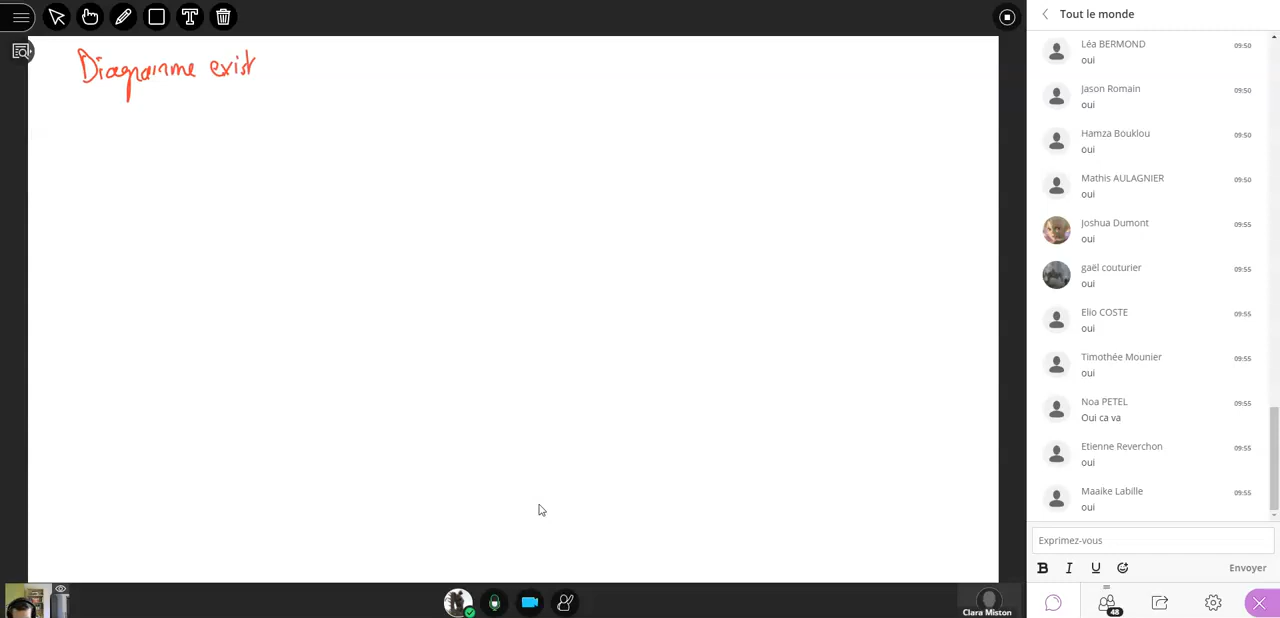 Diagramme exist
Tout le monde
Léa BERMOND
09:50
oui
Jason Romain
09:50
oui
Hamza Bouklou
09:50
oui
Mathis AULAGNIER
09:50
oui
Joshua Dumont
09:55
oui
gaël couturier
09:55
oui
Elio COSTE
09:55
oui
Timothée Mounier
09:55
oui
Noa PETEL
09:55
Oui ca va
Etienne Reverchon
09:55
oui
Maaike Labille
09:55
oui
Exprimez-vous
B I U
Envoyer
Clara Miston
48